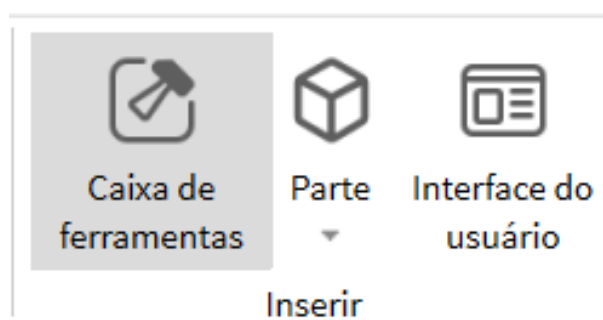 Caixa de
ferramentas
Parte
Interface do
usuário
Inserir